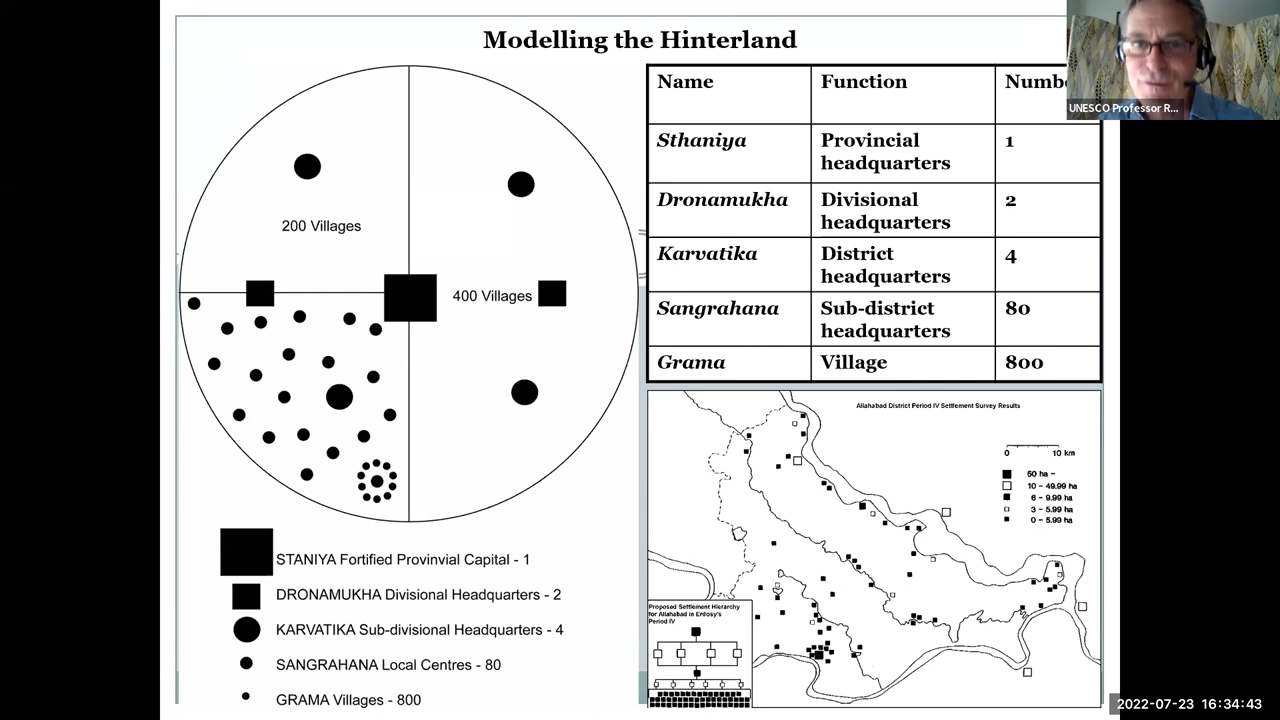 Modelling the Hinterland
UNESCO Professor R...
200 Villages
400 Villages
STANIYA Fortified Provinvial Capital - 1
DRONAMUKHA Divisional Headquarters - 2
KARVATIKA Sub-divisional Headquarters - 4
SANGRAHANA Local Centres - 80
GRAMA Villages - 800
Name Function
Sthaniya Provincial 1
headquarters
Dronamukha Divisional 2
headquarters
Karvatika District 4
headquarters
Sangrahana Sub-district 80
headquarters
Grama Village 800
Allahabad District Period IV Settlement Survey Results
0 10 km
50 ha -
10 - 49.99 ha
6 - 9.99 ha
3 - 5.99 ha
0 - 5.99 ha
Proposed Settlement Hierarchy
for Allahabad in Erdosy's
Period IV
2022-07-23 16:34:43